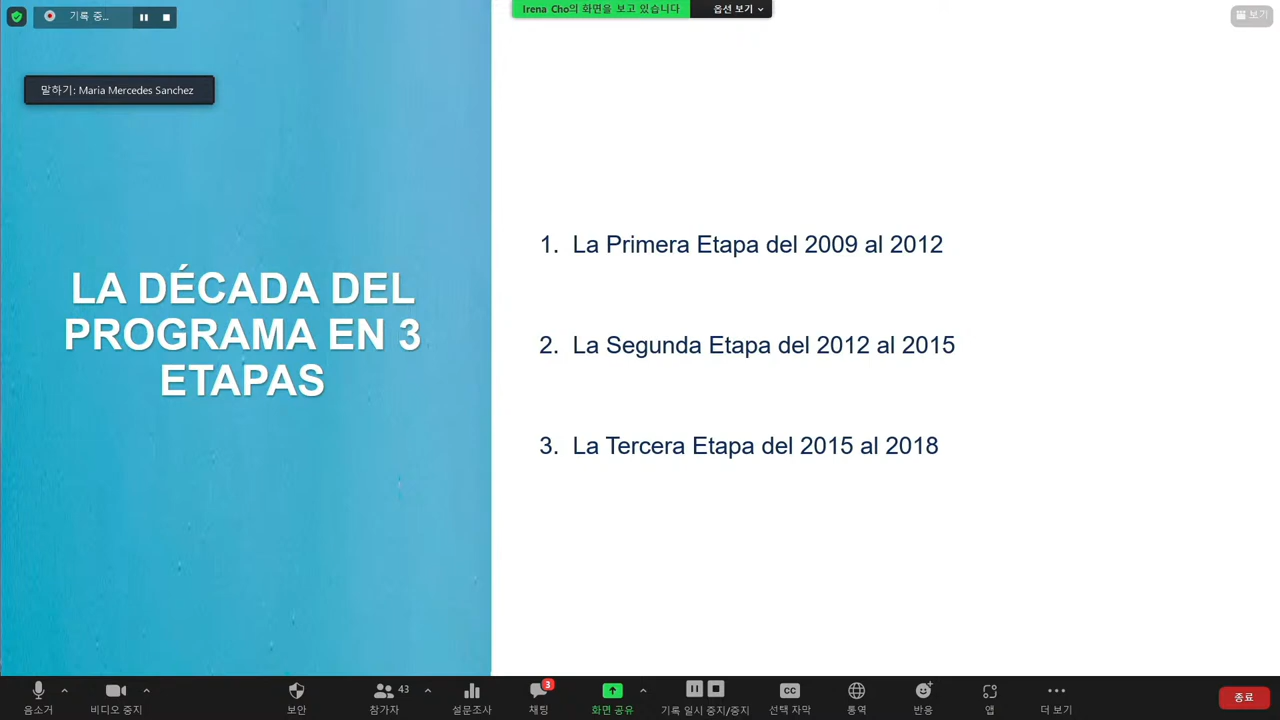 기록 중...
Irena Cho의 화면을 보고 있습니다
옵션 보기
보기
말하기: Maria Mercedes Sanchez
LA DÉCADA DEL
PROGRAMA EN 3
ETAPAS
1. La Primera Etapa del 2009 al 2012
2. La Segunda Etapa del 2012 al 2015
3. La Tercera Etapa del 2015 al 2018
음소거
비디오 중지
보안
43
참가자
설문조사
3
채팅
화면 공유
기록 일시 중지/중지
CC
선택 자막
통역
반응
앱
더 보기
종료